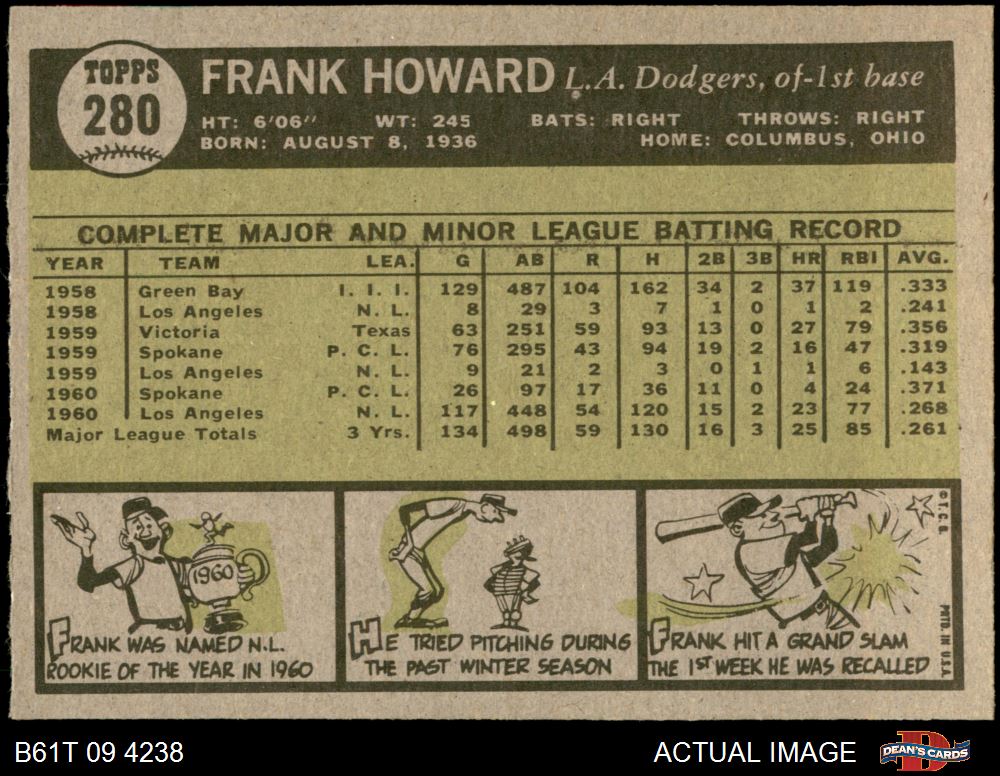 TOPPS
280
FRANK HOWARD L.A. Dodgers, of-1st base
HT: 6'06" WT: 245 BATS: RIGHT THROWS: RIGHT
BORN: AUGUST 8, 1936 HOME: COLUMBUS, OHIO
COMPLETE MAJOR AND MINOR LEAGUE BATTING RECORD
YEAR TEAM LEA. G AB R H 2B 3B HR RBI AVG.
1958 Green Bay I. I. I. 129 487 104 162 34 2 37 119 .333
1958 Los Angeles N. L. 8 29 3 7 1 0 1 2 .241
1959 Victoria Texas 63 251 59 93 13 0 27 79 .356
1959 Spokane P. C. L. 76 295 43 94 19 2 16 47 .319
1959 Los Angeles N. L. 9 21 2 3 0 1 1 6 .143
1960 Spokane P. C. L. 26 97 17 36 11 0 4 24 .371
1960 Los Angeles N. L. 117 448 54 120 15 2 23 77 .268
Major League Totals 3 Yrs. 134 498 59 130 16 3 25 85 .261
1960
FRANK WAS NAMED N.L.
ROOKIE OF THE YEAR IN 1960
HE TRIED PITCHING DURING
THE PAST WINTER SEASON
FRANK HIT A GRAND SLAM
THE 1ST WEEK HE WAS RECALLED
© T.C.G. PRTD. IN U.S.A.
B61T 09 4238 ACTUAL IMAGE DEAN'S CARDS